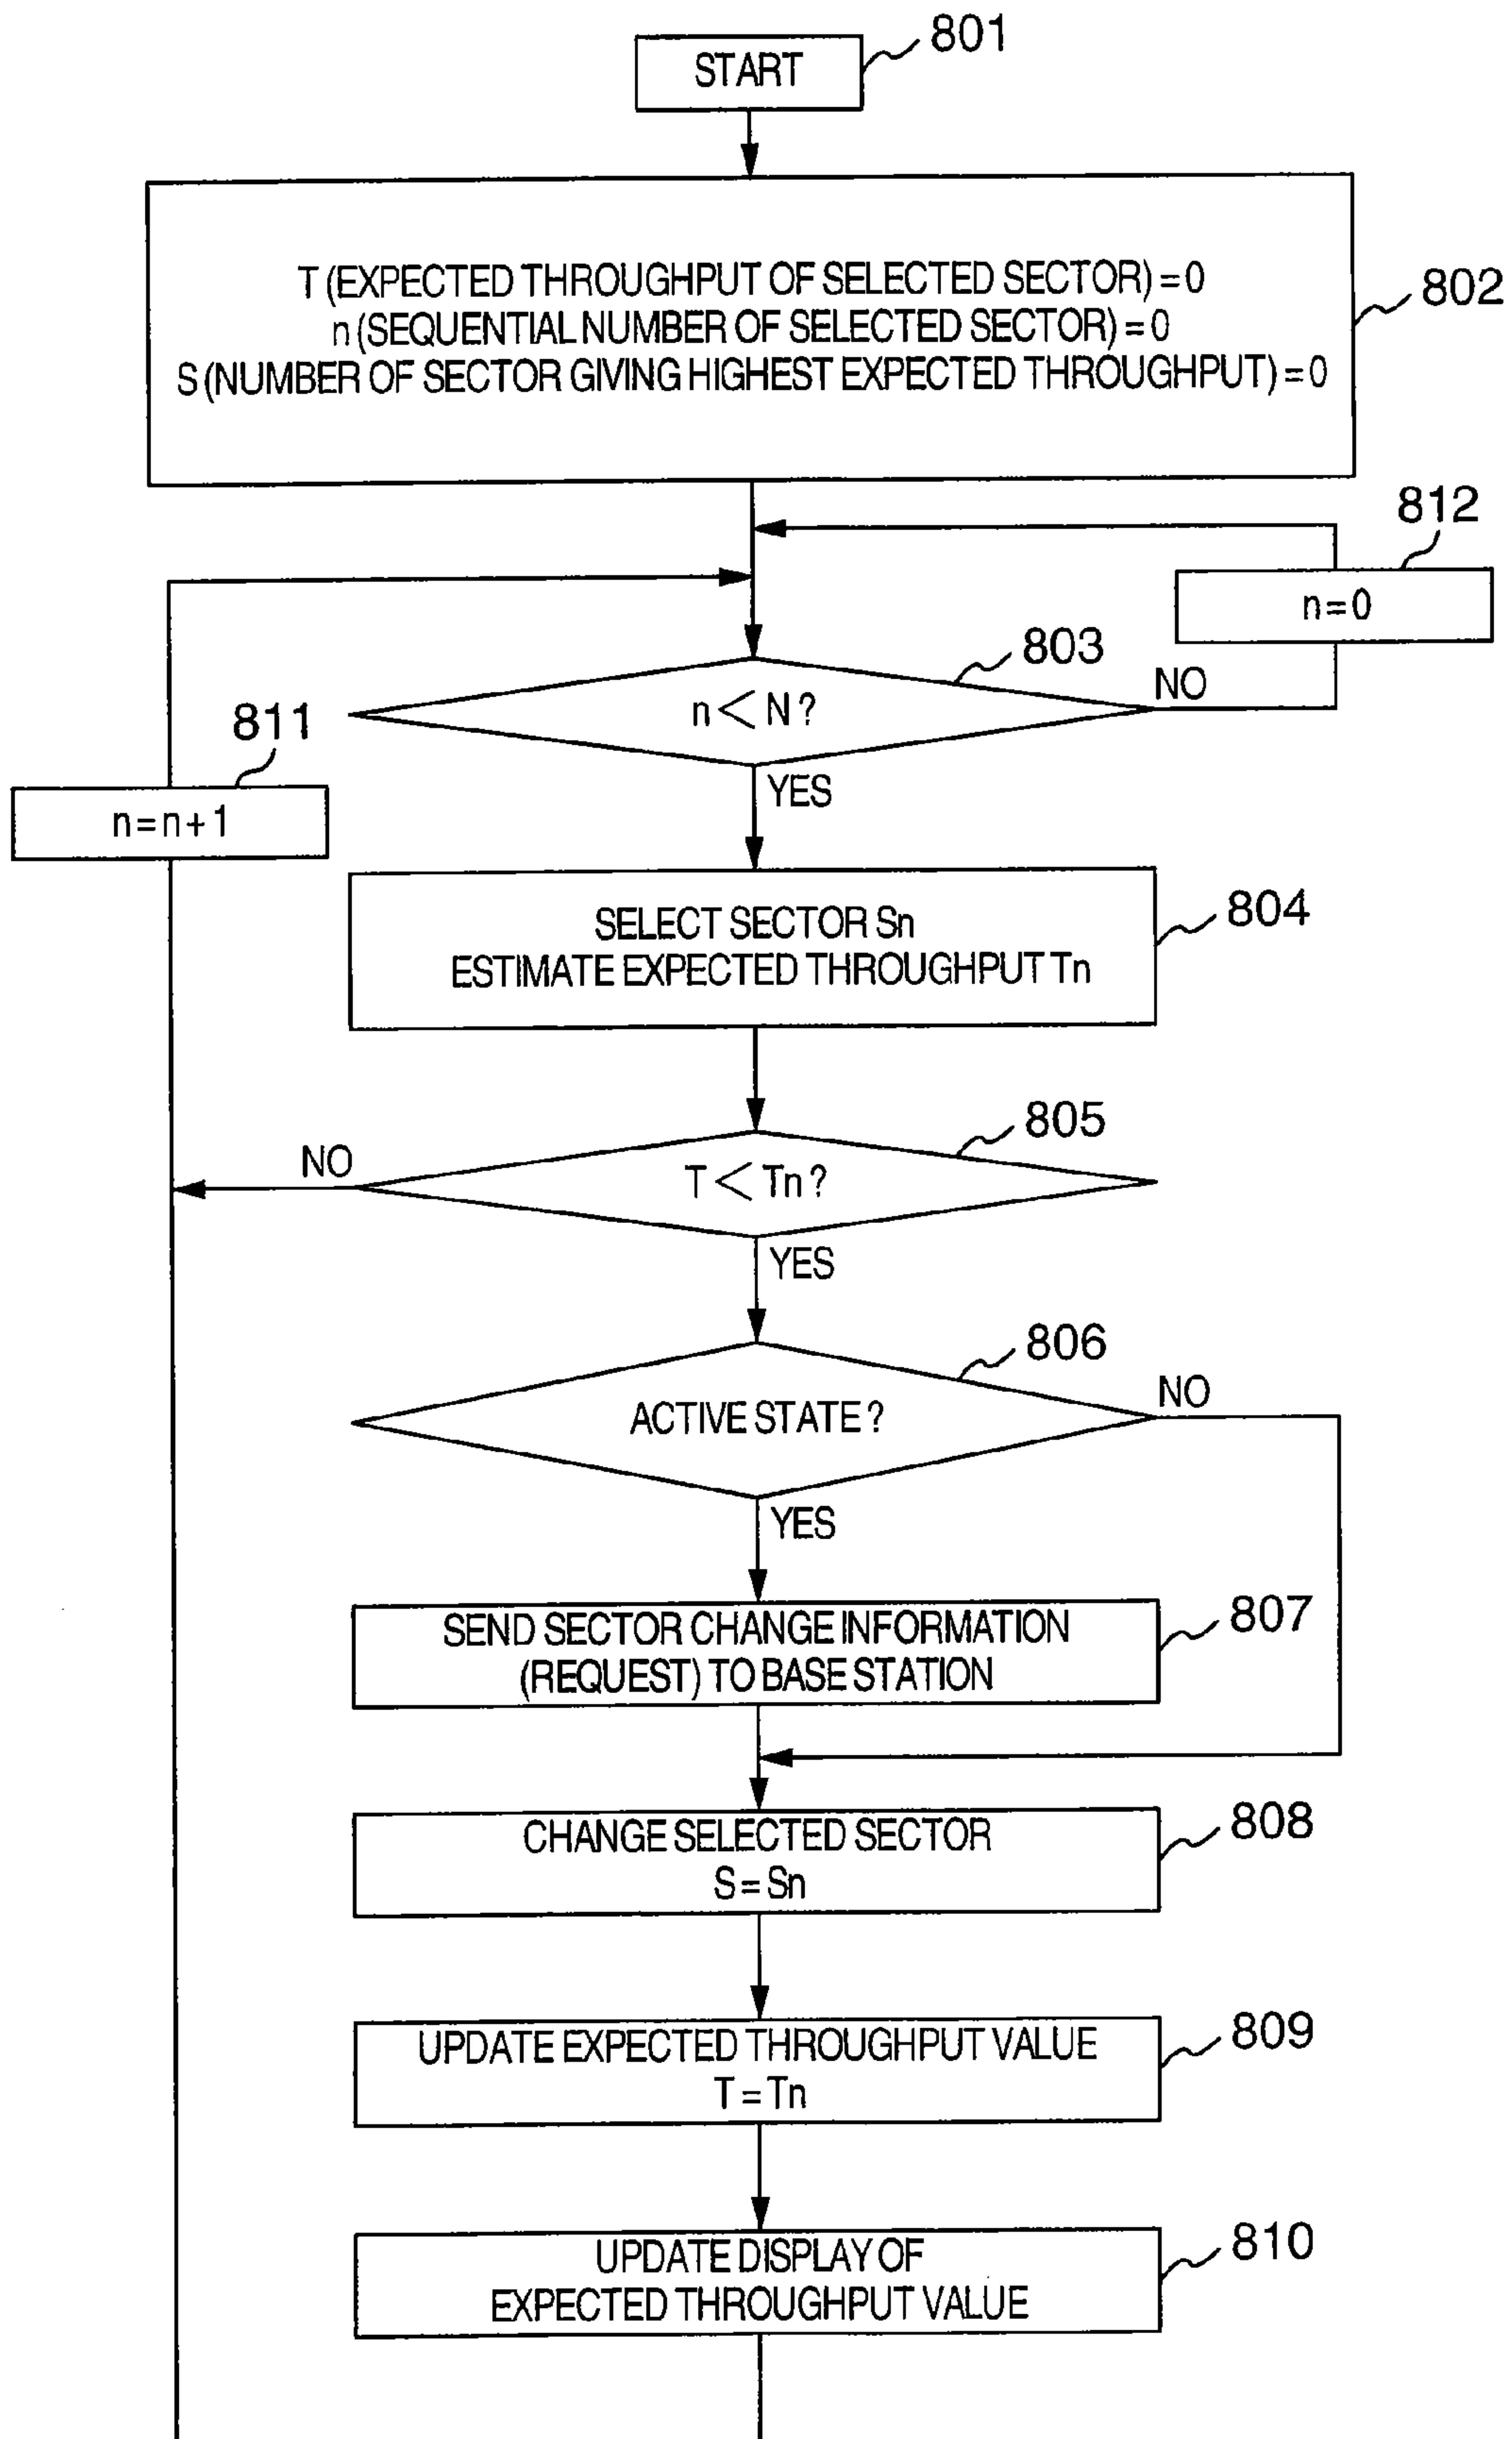 START
801
T (EXPECTED THROUGHPUT OF SELECTED SECTOR) = 0
n (SEQUENTIAL NUMBER OF SELECTED SECTOR) = 0
S (NUMBER OF SECTOR GIVING HIGHEST EXPECTED THROUGHPUT) = 0
802
812
n=0
803
n < N ?
NO
811
YES
n=n+1
SELECT SECTOR Sn
ESTIMATE EXPECTED THROUGHPUT Tn
804
805
NO
T < Tn ?
YES
806
ACTIVE STATE ?
NO
YES
SEND SECTOR CHANGE INFORMATION
(REQUEST) TO BASE STATION
807
CHANGE SELECTED SECTOR
S = Sn
808
UPDATE EXPECTED THROUGHPUT VALUE
T = Tn
809
UPDATE DISPLAY OF
EXPECTED THROUGHPUT VALUE
810